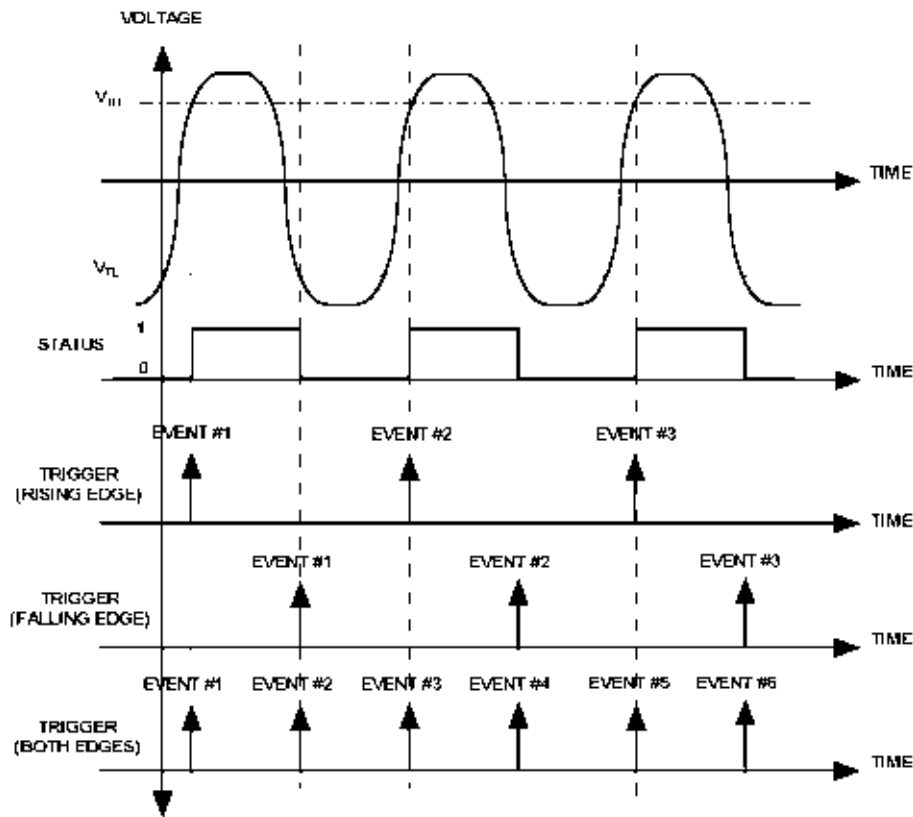 VOLTAGE
VTH
TIME
VTL
1
STATUS
0
TIME
EVENT #1 EVENT #2 EVENT #3
TRIGGER
(RISING EDGE)
TIME
EVENT #1 EVENT #2 EVENT #3
TRIGGER
(FALLING EDGE)
TIME
EVENT #1 EVENT #2 EVENT #3 EVENT #4 EVENT #5 EVENT #6
TRIGGER
(BOTH EDGES)
TIME